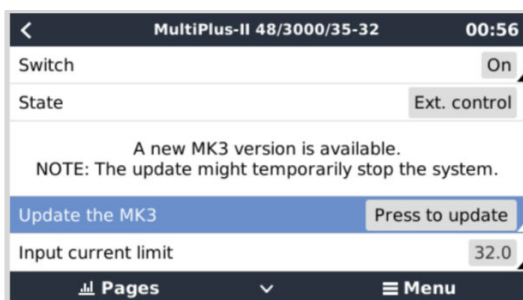 MultiPlus-II 48/3000/35-32 00:56
Switch On
State Ext. control
A new MK3 version is available.
NOTE: The update might temporarily stop the system.
Update the MK3 Press to update
Input current limit 32.0
Pages Menu